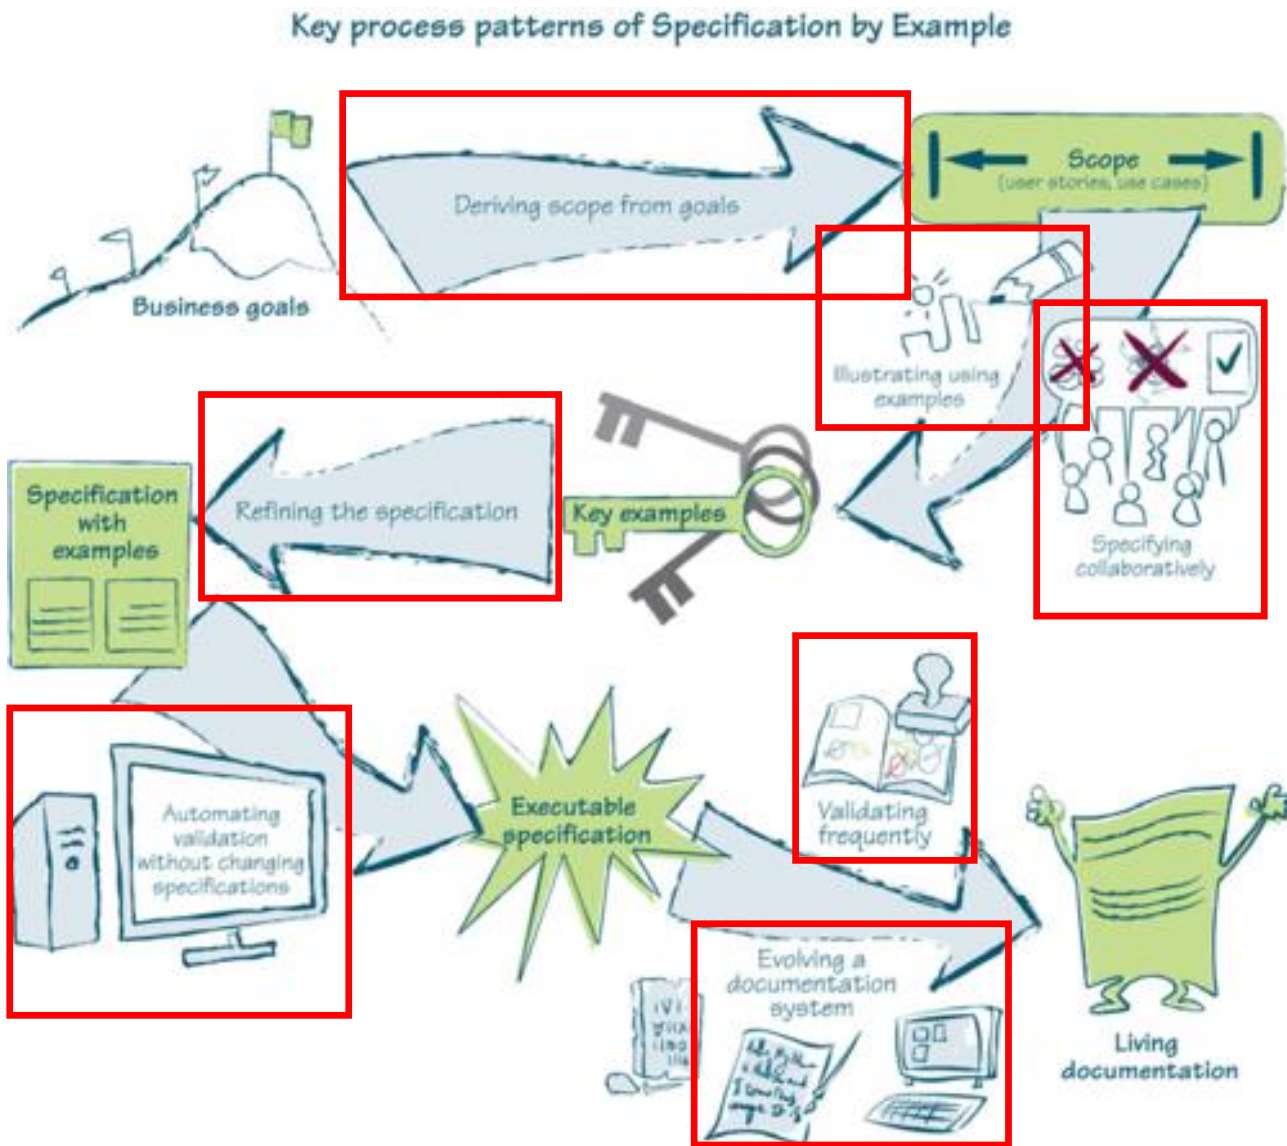 Key process patterns of Specification by Example
Deriving scope from goals
Scope
(user stories, use cases)
Business goals
Illustrating using
examples
Specification
with
examples
Refining the specification
Key examples
Specifying
collaboratively
Automating
validation
without changing
specifications
Executable
specification
Validating
frequently
Evolving a
documentation
system
Living
documentation